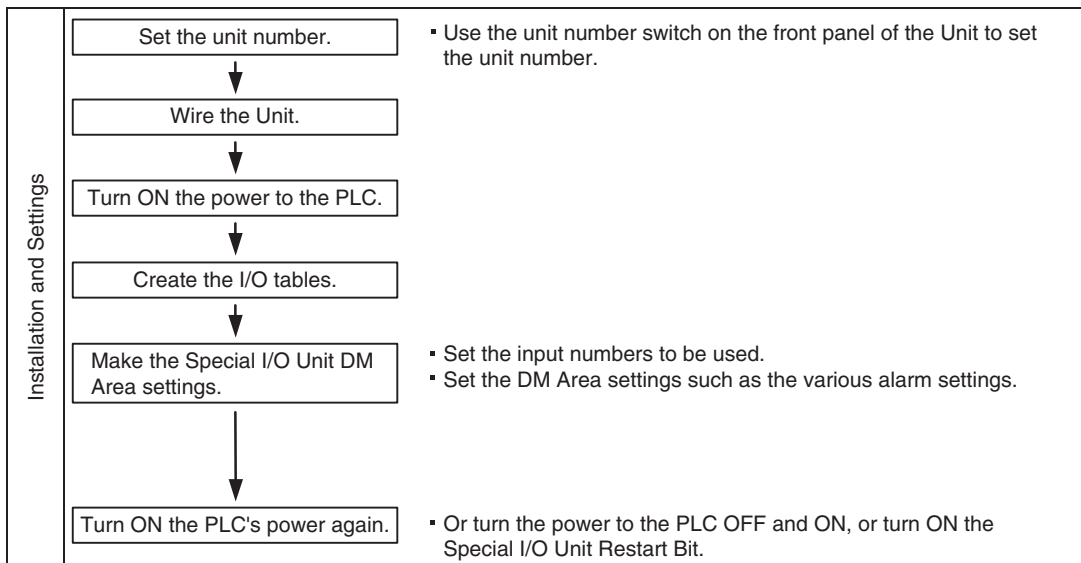 Installation and Settings
Set the unit number.
▪ Use the unit number switch on the front panel of the Unit to set
the unit number.
Wire the Unit.
Turn ON the power to the PLC.
Create the I/O tables.
Make the Special I/O Unit DM
Area settings.
▪ Set the input numbers to be used.
▪ Set the DM Area settings such as the various alarm settings.
Turn ON the PLC's power again.
▪ Or turn the power to the PLC OFF and ON, or turn ON the
Special I/O Unit Restart Bit.